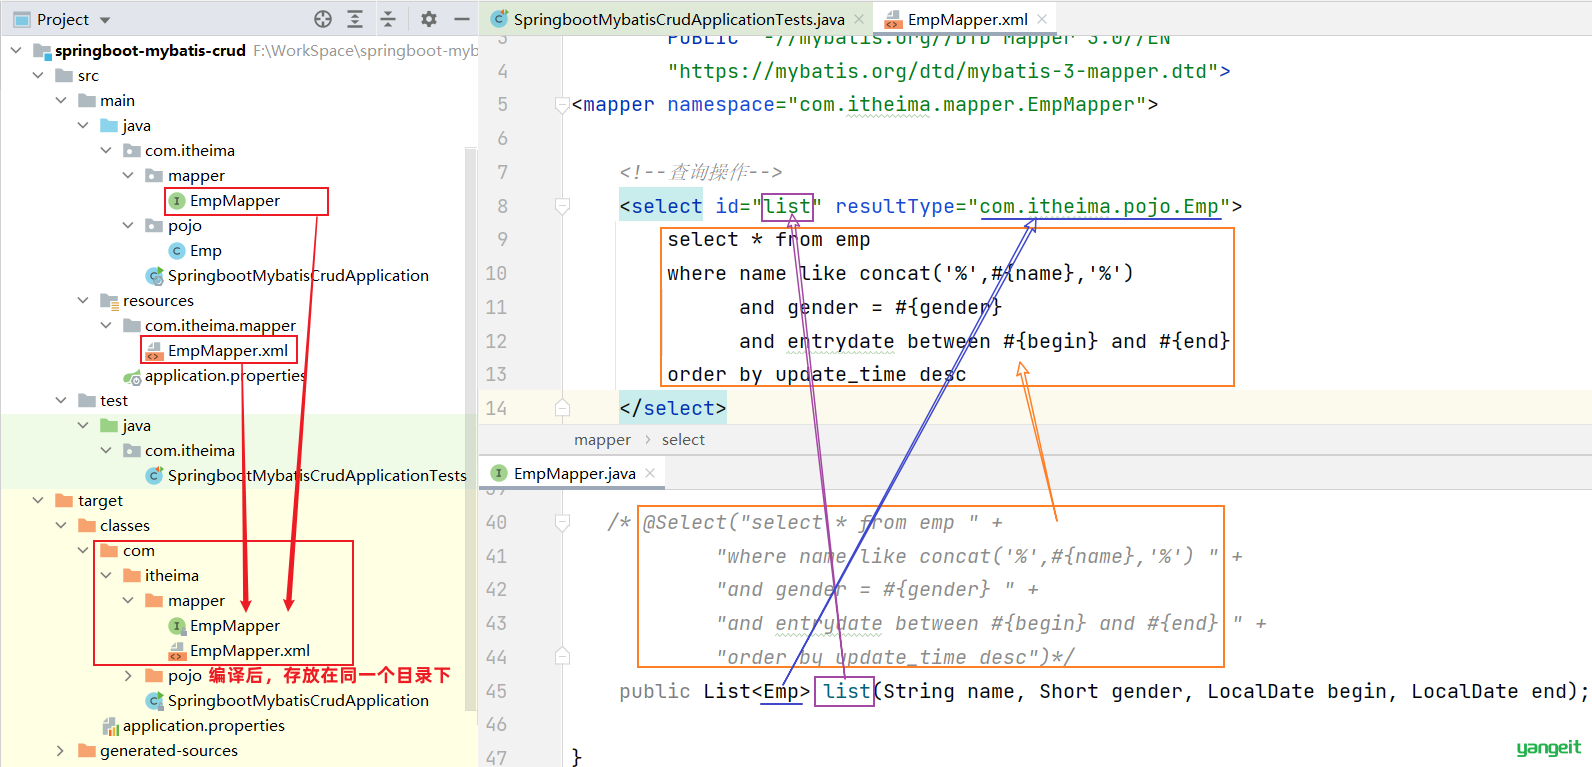 Project
springboot-mybatis-crud F:\WorkSpace\springboot-myb
src
main
java
com.itheima
mapper
EmpMapper
pojo
Emp
SpringbootMybatisCrudApplication
resources
com.itheima.mapper
EmpMapper.xml
application.properties
test
java
com.itheima
SpringbootMybatisCrudApplicationTests
target
classes
com
itheima
mapper
EmpMapper
EmpMapper.xml
pojo 编译后，存放在同一个目录下
SpringbootMybatisCrudApplication
application.properties
generated-sources
SpringbootMybatisCrudApplicationTests.java EmpMapper.xml
3 PUBLIC "-//mybatis.org//DTD Mapper 3.0//EN"
4 "https://mybatis.org/dtd/mybatis-3-mapper.dtd">
5 <mapper namespace="com.itheima.mapper.EmpMapper">
6
7 <!--查询操作-->
8 <select id="list" resultType="com.itheima.pojo.Emp">
9 select * from emp
10 where name like concat('%',#{name},'%')
11 and gender = #{gender}
12 and entrydate between #{begin} and #{end}
13 order by update_time desc
14 </select>
mapper › select
EmpMapper.java
39
40 /* @Select("select * from emp " +
41 "where name like concat('%',#{name},'%') " +
42 "and gender = #{gender} " +
43 "and entrydate between #{begin} and #{end} " +
44 "order by update_time desc")*/
45 public List<Emp> list(String name, Short gender, LocalDate begin, LocalDate end);
46
47 }
yangeit